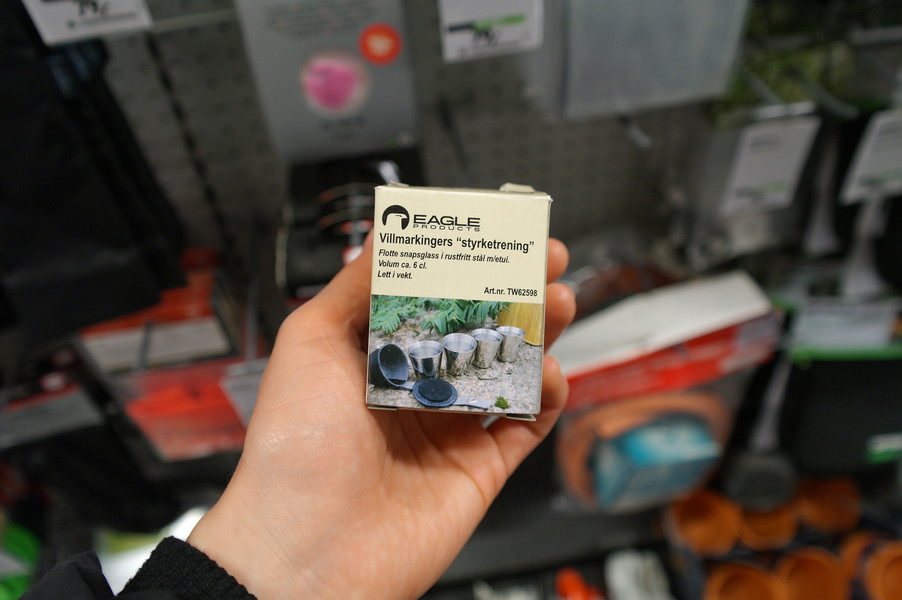 EAGLE
PRODUCTS
Villmarkingers "styrketrening"
Flotte snapsglass i rustfritt stål m/etui.
Volum ca. 6 cl.
Lett i vekt.
Art.nr. TW62598